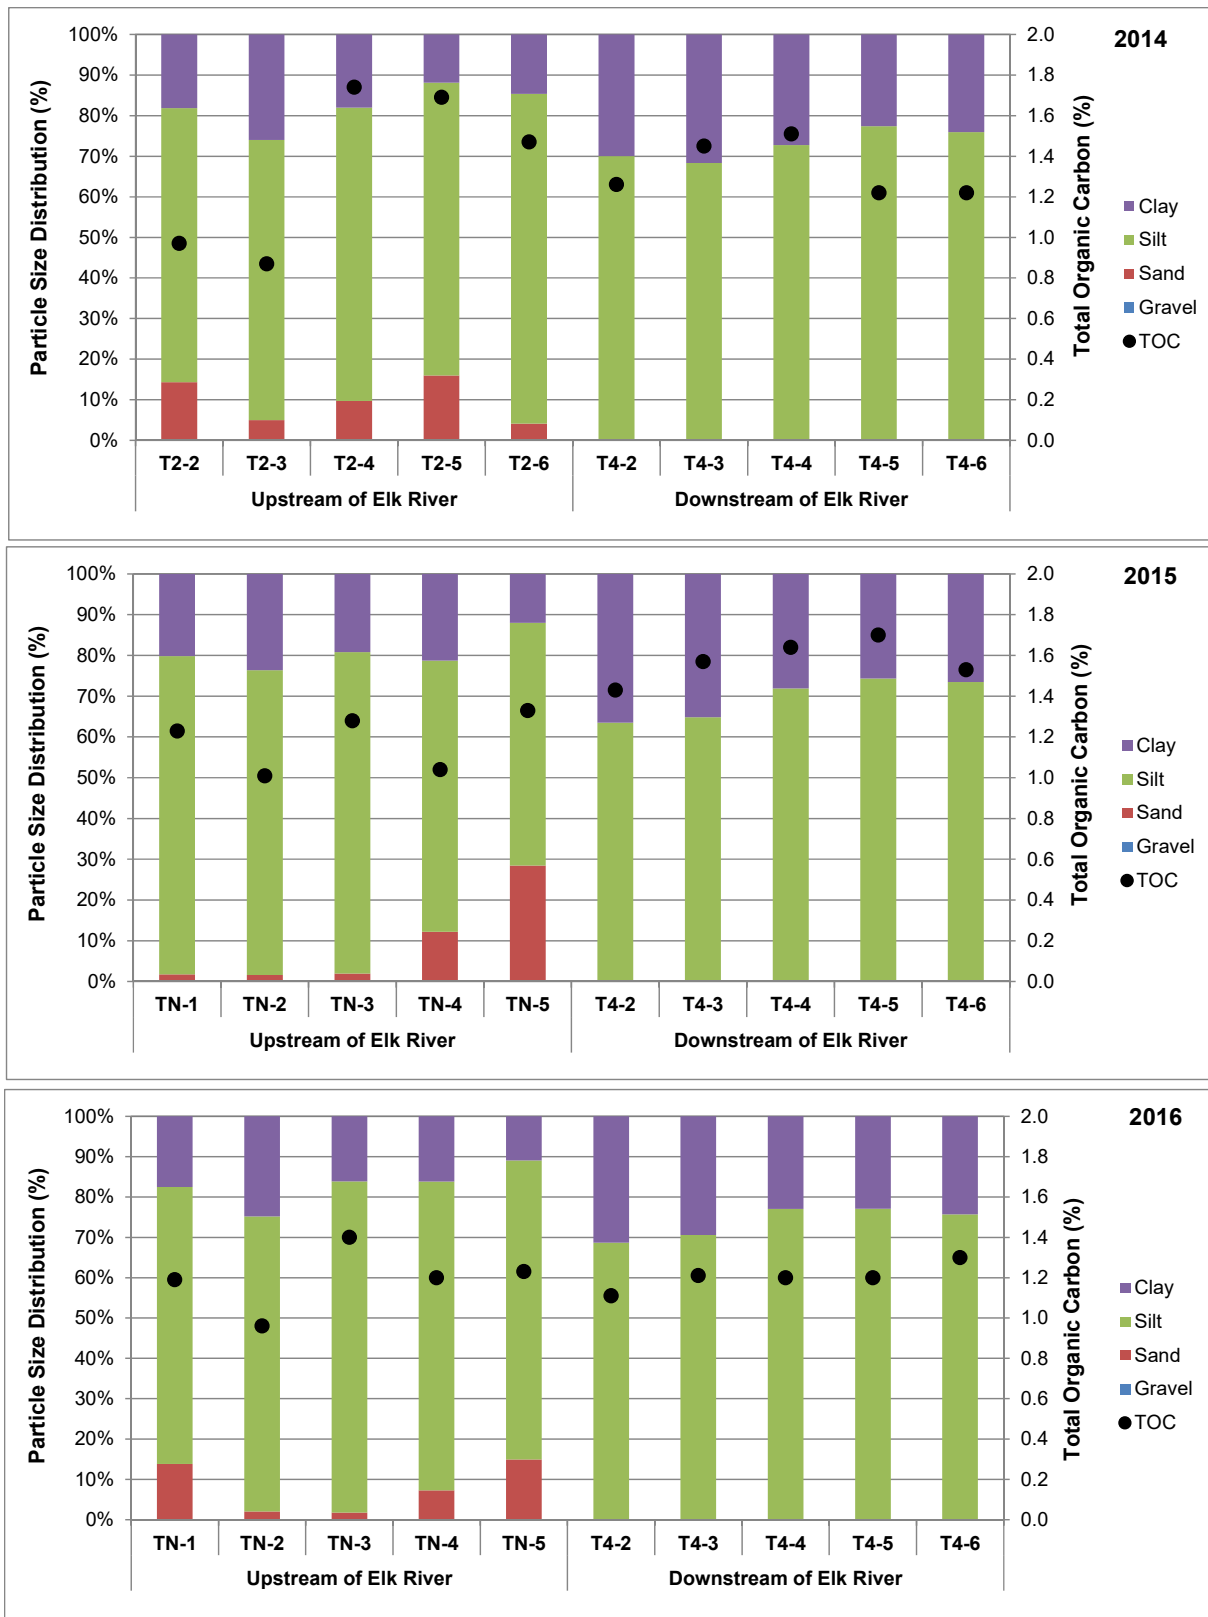 2014
Particle Size Distribution (%)
100%
90%
80%
70%
60%
50%
40%
30%
20%
10%
0%
2.0
1.8
1.6
1.4
1.2
1.0
0.8
0.6
0.4
0.2
0.0
Total Organic Carbon (%)
Clay
Silt
Sand
Gravel
TOC
T2-2 T2-3 T2-4 T2-5 T2-6 T4-2 T4-3 T4-4 T4-5 T4-6
Upstream of Elk River Downstream of Elk River
2015
Particle Size Distribution (%)
100%
90%
80%
70%
60%
50%
40%
30%
20%
10%
0%
2.0
1.8
1.6
1.4
1.2
1.0
0.8
0.6
0.4
0.2
0.0
Total Organic Carbon (%)
Clay
Silt
Sand
Gravel
TOC
TN-1 TN-2 TN-3 TN-4 TN-5 T4-2 T4-3 T4-4 T4-5 T4-6
Upstream of Elk River Downstream of Elk River
2016
Particle Size Distribution (%)
100%
90%
80%
70%
60%
50%
40%
30%
20%
10%
0%
2.0
1.8
1.6
1.4
1.2
1.0
0.8
0.6
0.4
0.2
0.0
Total Organic Carbon (%)
Clay
Silt
Sand
Gravel
TOC
TN-1 TN-2 TN-3 TN-4 TN-5 T4-2 T4-3 T4-4 T4-5 T4-6
Upstream of Elk River Downstream of Elk River